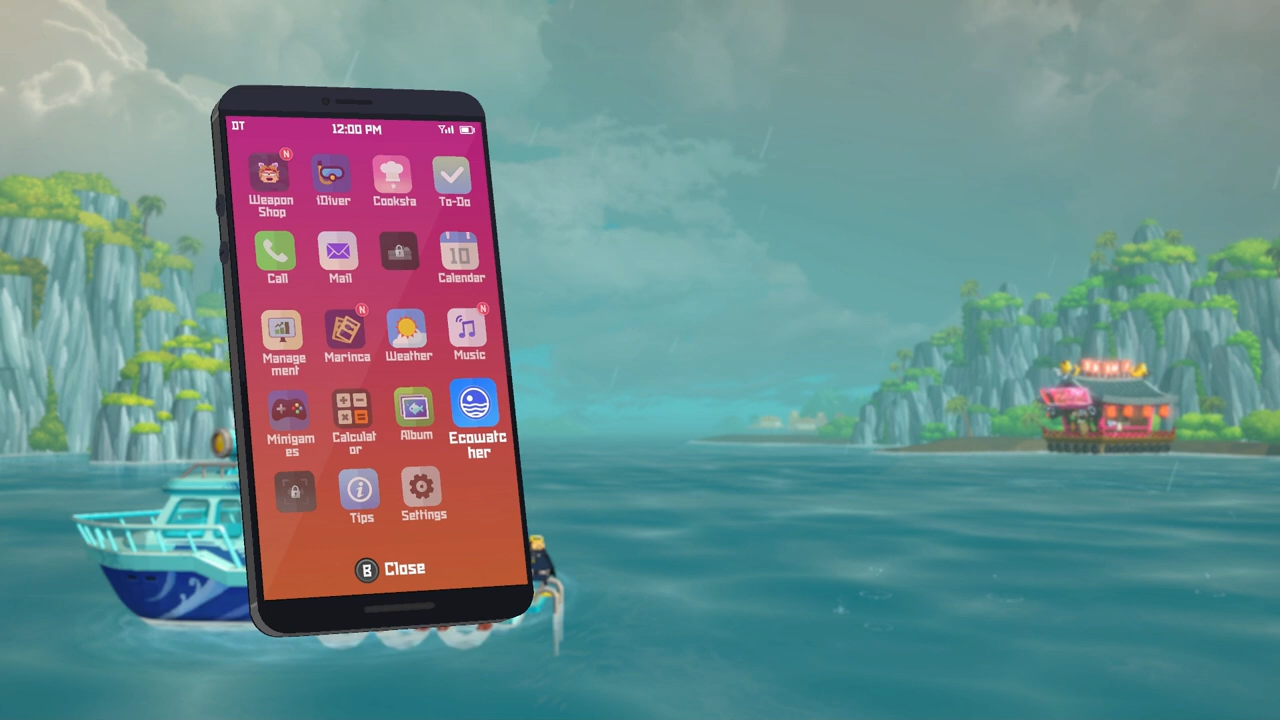 DT
12:00 PM
N
Weapon
Shop
iDiver
Cooksta
To-Do
Call
Mail
10
Calendar
Manage
ment
N
Marinca
Weather
N
Music
Minigam
es
Calculat
or
Album
Ecowatc
her
Tips
Settings
B Close